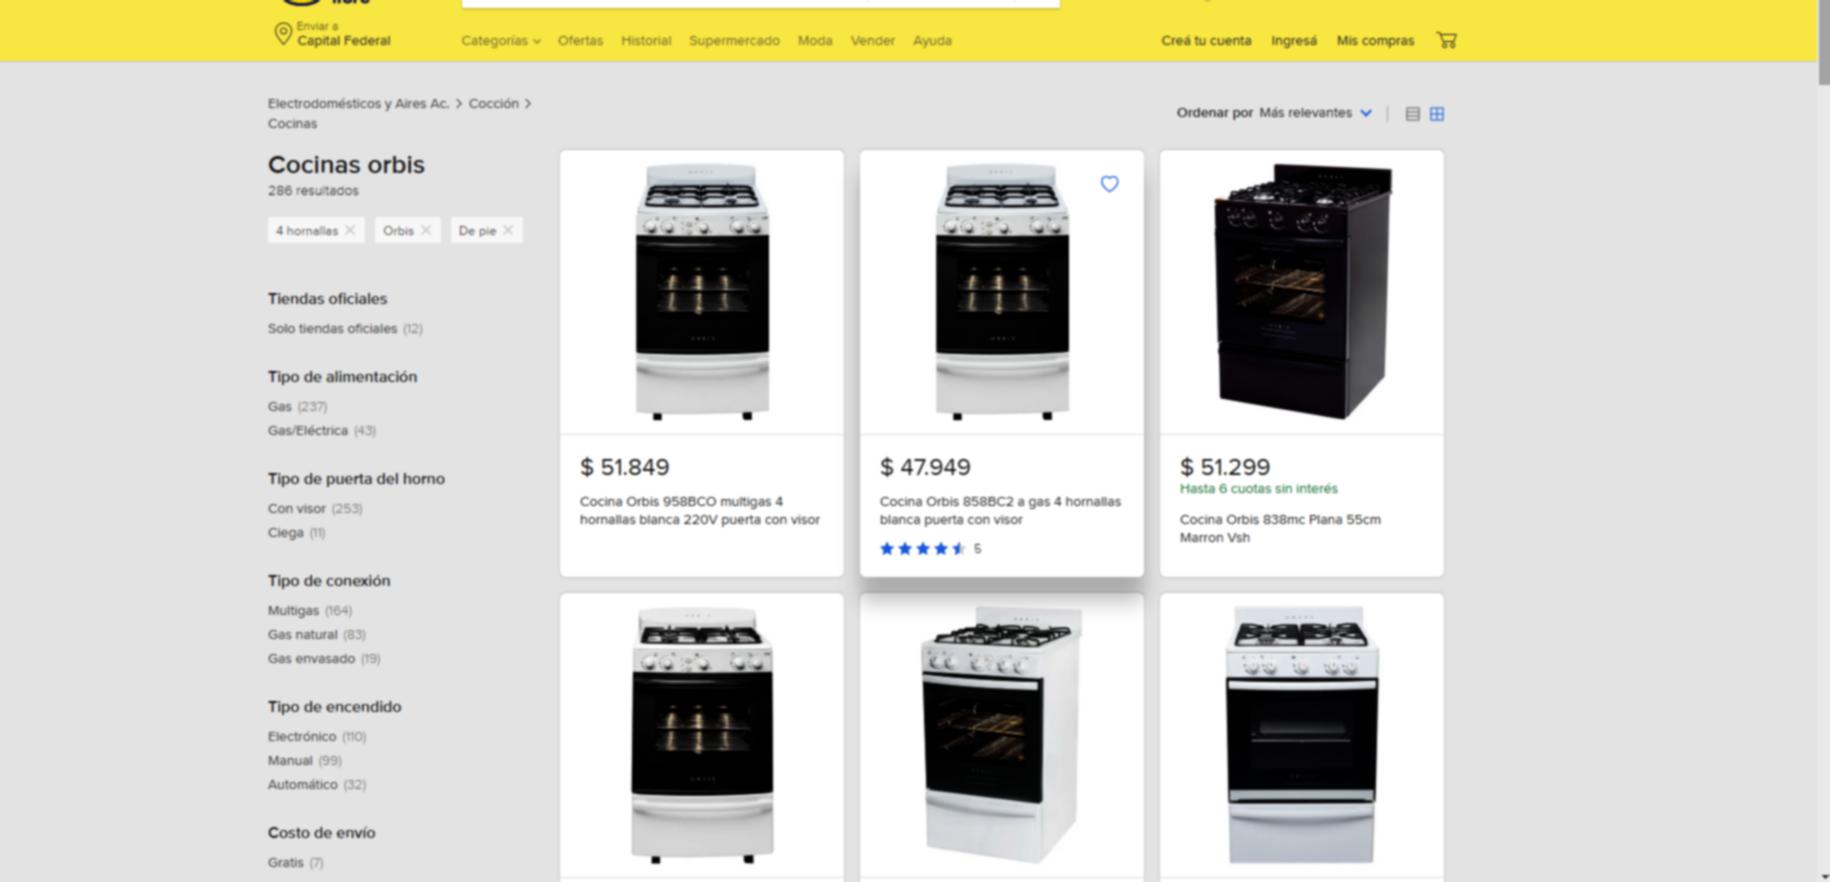 Enviar a
Capital Federal
Categorías
Ofertas
Historial
Supermercado
Moda
Vender
Ayuda
Creá tu cuenta
Ingresá
Mis compras
Electrodomésticos y Aires Ac. > Cocción >
Cocinas
Ordenar por Más relevantes
Cocinas orbis
286 resultados
4 hornallas
Orbis
De pie
Tiendas oficiales
Solo tiendas oficiales (12)
Tipo de alimentación
Gas (237)
Gas/Eléctrica (43)
Tipo de puerta del horno
Con visor (253)
Ciega (11)
Tipo de conexión
Multigas (164)
Gas natural (83)
Gas envasado (19)
Tipo de encendido
Electrónico (110)
Manual (99)
Automático (32)
Costo de envío
Gratis (7)
$ 51.849
Cocina Orbis 958BCO multigas 4
hornallas blanca 220V puerta con visor
$ 47.949
Cocina Orbis 858BC2 a gas 4 hornallas
blanca puerta con visor
5
$ 51.299
Hasta 6 cuotas sin interés
Cocina Orbis 838mc Plana 55cm
Marron Vsh